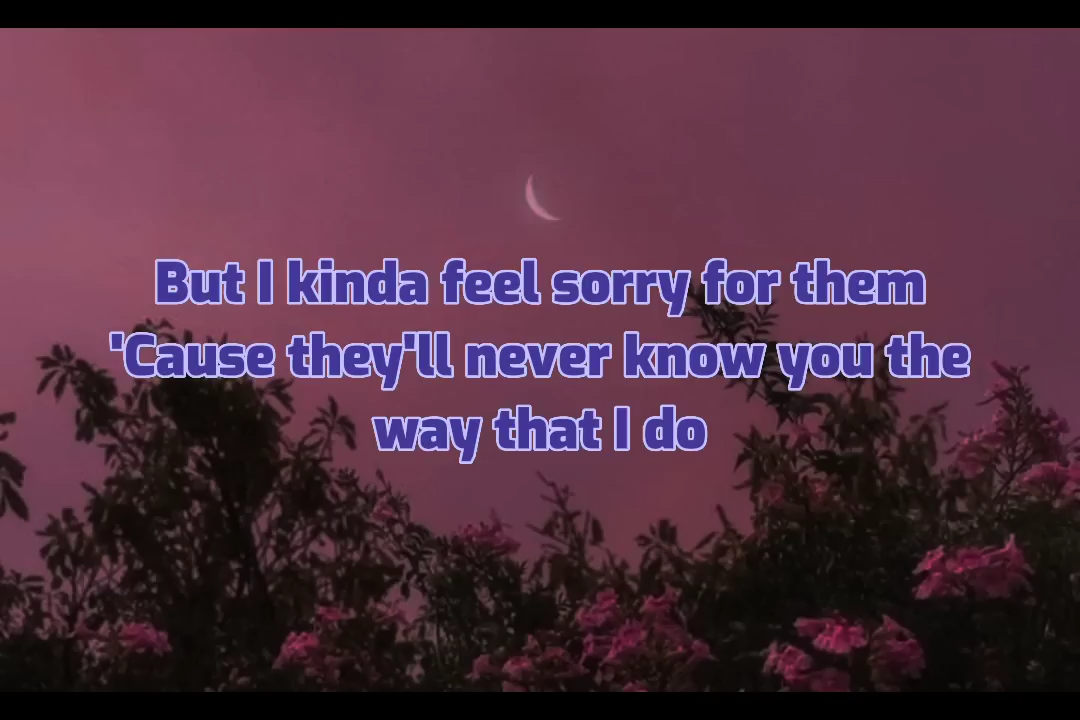 But I kinda feel sorry for them
'Cause they'll never know you the
way that I do